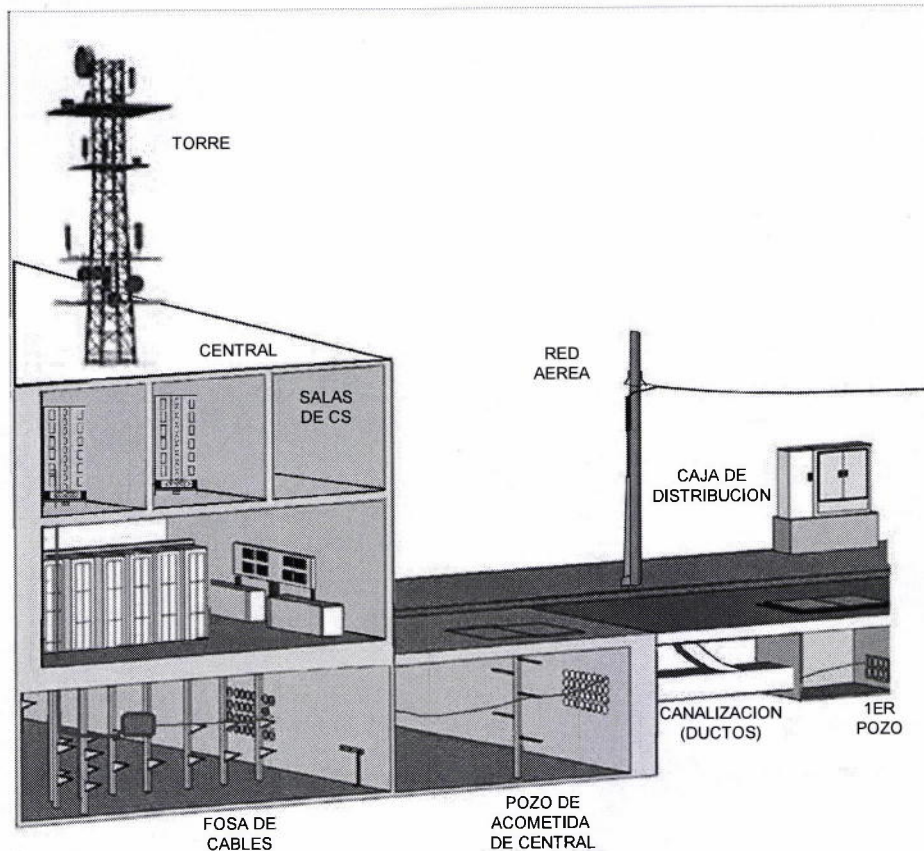 TORRE
CENTRAL
RED
AEREA
SALAS
DE CS
CAJA DE
DISTRIBUCION
CANALIZACION
(DUCTOS)
1ER
POZO
FOSA DE
CABLES
POZO DE
ACOMETIDA
DE CENTRAL